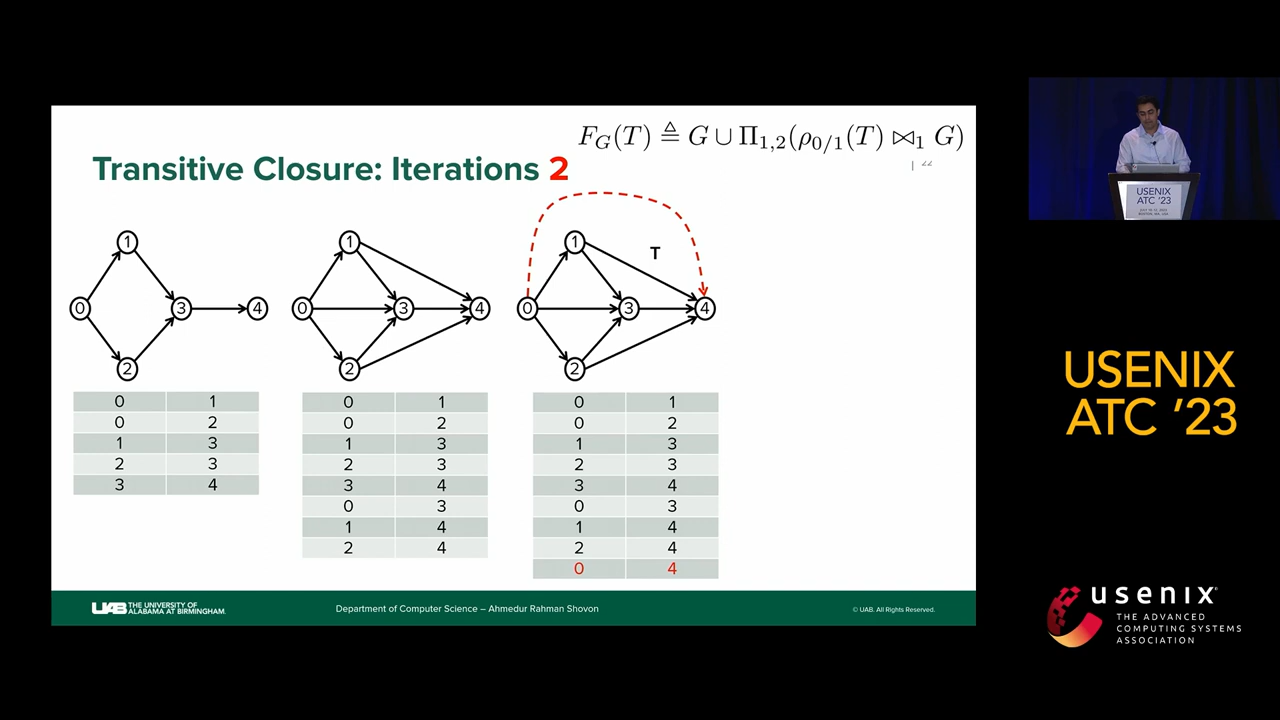 F_G(T) ≜ G ∪ Π_{1,2}(ρ_{0/1}(T) ⋈_1 G)
Transitive Closure: Iterations 2
1
0
3
4
2
1
0
3
4
2
1
T
0
3
4
2
0 1
0 2
1 3
2 3
3 4
0 1
0 2
1 3
2 3
3 4
0 3
1 4
2 4
0 1
0 2
1 3
2 3
3 4
0 3
1 4
2 4
0 4
UAB THE UNIVERSITY OF
ALABAMA AT BIRMINGHAM.
Department of Computer Science – Ahmedur Rahman Shovon
© UAB. All Rights Reserved.
USENIX
ATC '23
USENIX
ATC '23
usenix
THE ADVANCED
COMPUTING SYSTEMS
ASSOCIATION